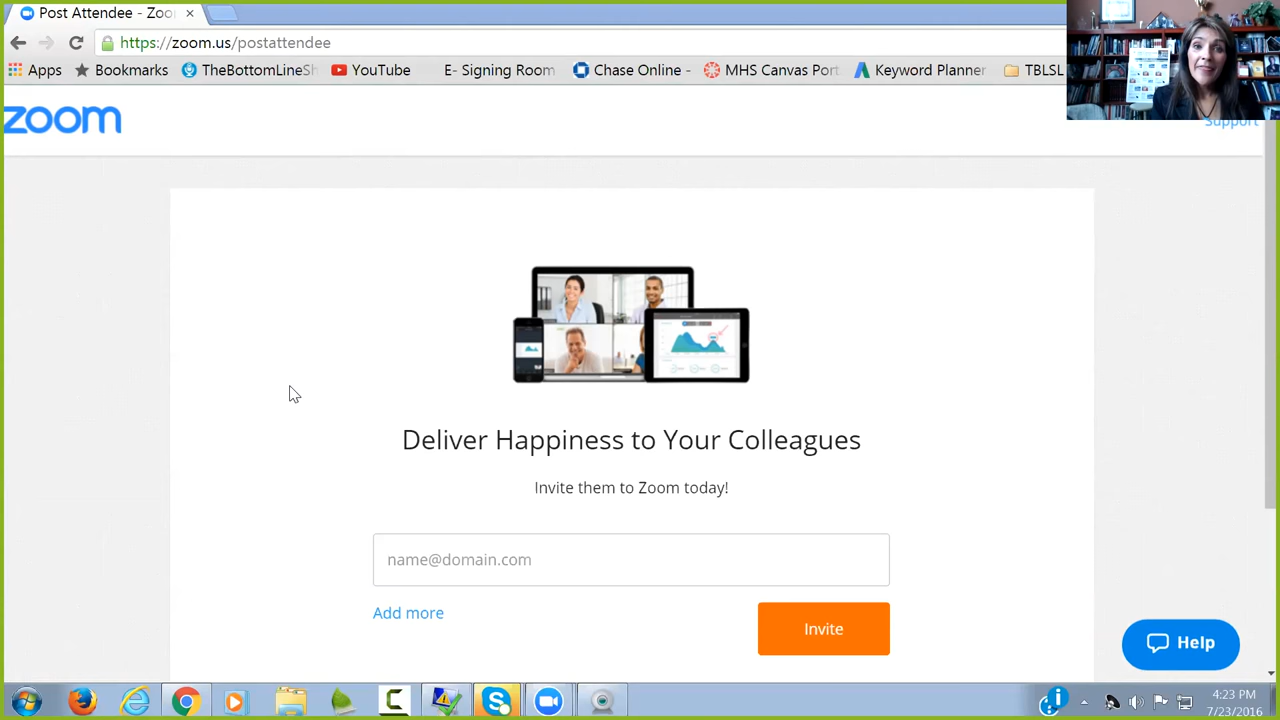 Post Attendee - Zoo
https://zoom.us/postattendee
Apps Bookmarks TheBottomLineSh YouTube Signing Room Chase Online - MHS Canvas Port Keyword Planner TBLSL
zoom
Support
Deliver Happiness to Your Colleagues
Invite them to Zoom today!
name@domain.com
Add more
Invite
Help
4:23 PM
7/23/2016